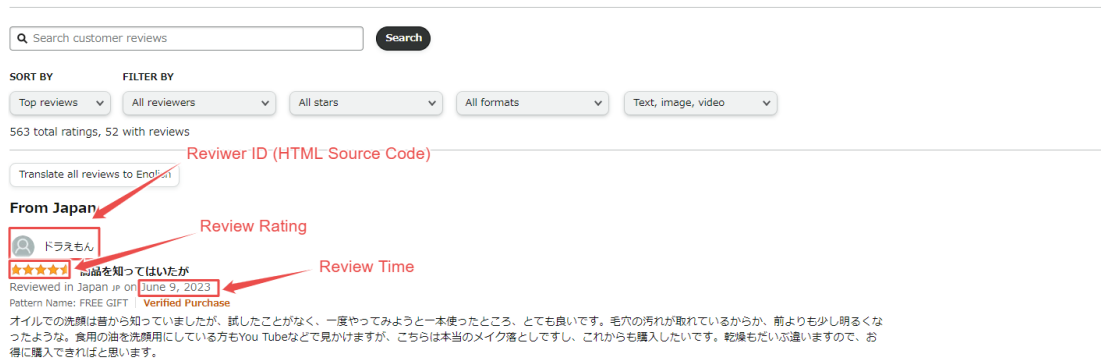 Search customer reviews
Search
SORT BY
FILTER BY
Top reviews
All reviewers
All stars
All formats
Text, image, video
563 total ratings, 52 with reviews
Reviwer ID (HTML Source Code)
Translate all reviews to English
From Japan
Review Rating
ドラえもん
Review Time
商品を知ってはいたが
Reviewed in Japan JP on June 9, 2023
Pattern Name: FREE GIFT
Verified Purchase
オイルでの洗顔は昔から知っていましたが、試したことがなく、一度やってみようと一本使ったところ、とても良いです。毛穴の汚れが取れているからか、前よりも少し明るくな
ったような。食用の油を洗顔用にしている方もYou Tubeなどで見かけますが、こちらは本当のメイク落としですし、これからも購入したいです。乾燥もだいぶ違いますので、お
得に購入できればと思います。